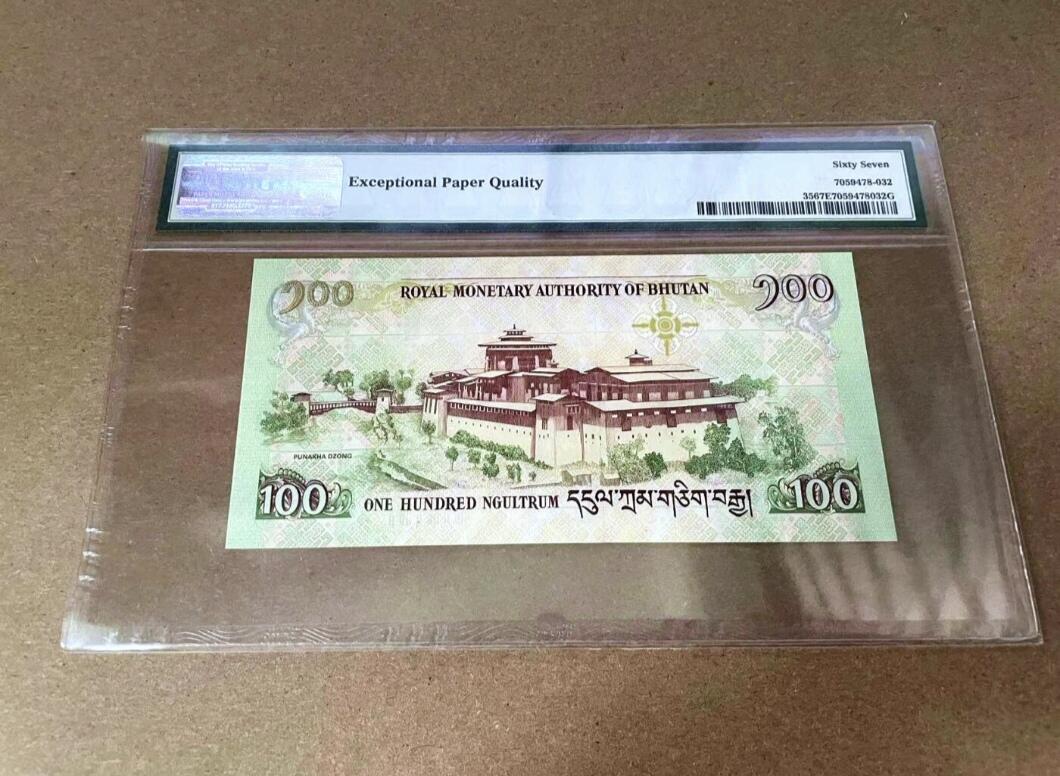 Sixty Seven
Exceptional Paper Quality
7059478-032
3567E7059478032G
༡༠༠ ROYAL MONETARY AUTHORITY OF BHUTAN ༡༠༠
PUNAKHA DZONG
100 ONE HUNDRED NGULTRUM དངུལ་ཀྲམ་གཅིག་བརྒྱ། 100